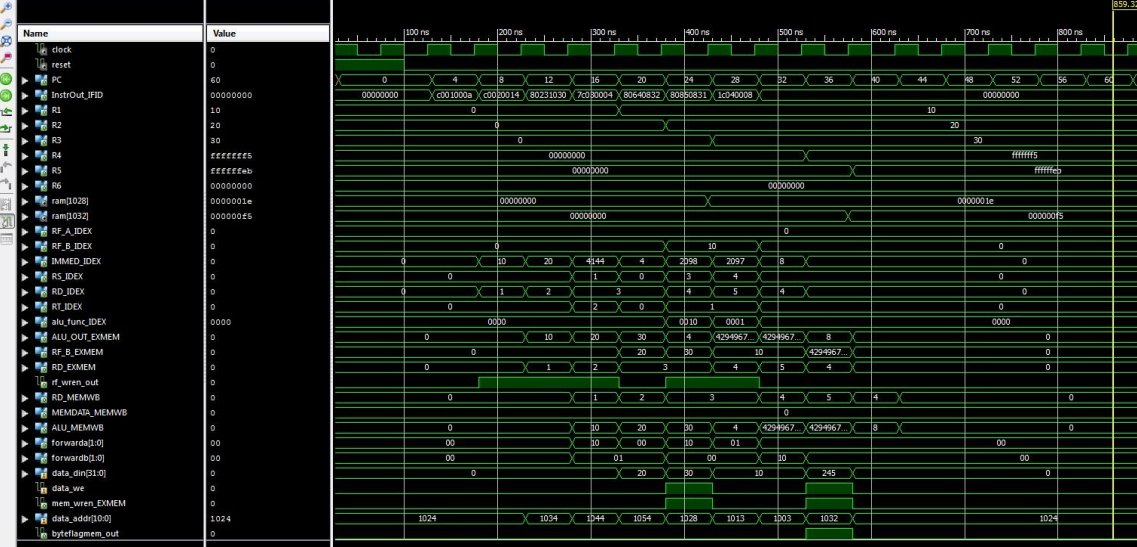 859.32
Name Value 100 ns 200 ns 300 ns 400 ns 500 ns 600 ns 700 ns 800 ns
clock 0
reset 0
PC 60 0 4 8 12 16 20 24 28 32 36 40 44 48 52 56 60
InstrOut_IFID 00000000 00000000 c001000a c0020014 80231030 7c030004 80640832 80850831 1c040008 00000000
R1 10 0 10
R2 20 0 20
R3 30 0 30
R4 fffffff5 00000000 fffffff5
R5 ffffffeb 00000000 ffffffeb
R6 00000000 00000000
ram[1028] 0000001e 00000000 0000001e
ram[1032] 000000f5 00000000 000000f5
RF_A_IDEX 0 0
RF_B_IDEX 0 0 10 0
IMMED_IDEX 0 0 10 20 4144 4 2098 2097 8 0
RS_IDEX 0 0 1 0 3 4 0
RD_IDEX 0 0 1 2 3 4 5 4 0
RT_IDEX 0 0 2 0 1 0
alu_func_IDEX 0000 0000 0010 0001 0000
ALU_OUT_EXMEM 0 0 10 20 30 4 4294967... 4294967... 8 0
RF_B_EXMEM 0 0 20 30 10 4294967... 0
RD_EXMEM 0 0 1 2 3 4 5 4 0
rf_wren_out 0
RD_MEMWB 0 0 1 2 3 4 5 4 0
MEMDATA_MEMWB 0 0
ALU_MEMWB 0 0 10 20 30 4 4294967... 4294967... 8 0
forwarda[1:0] 00 00 10 00 10 01 00
forwardb[1:0] 00 00 01 00 10 00
data_din[31:0] 0 0 20 30 10 245 0
data_we 0
mem_wren_EXMEM 0
data_addr[10:0] 1024 1024 1034 1044 1054 1028 1013 1003 1032 1024
byteflagmem_out 0